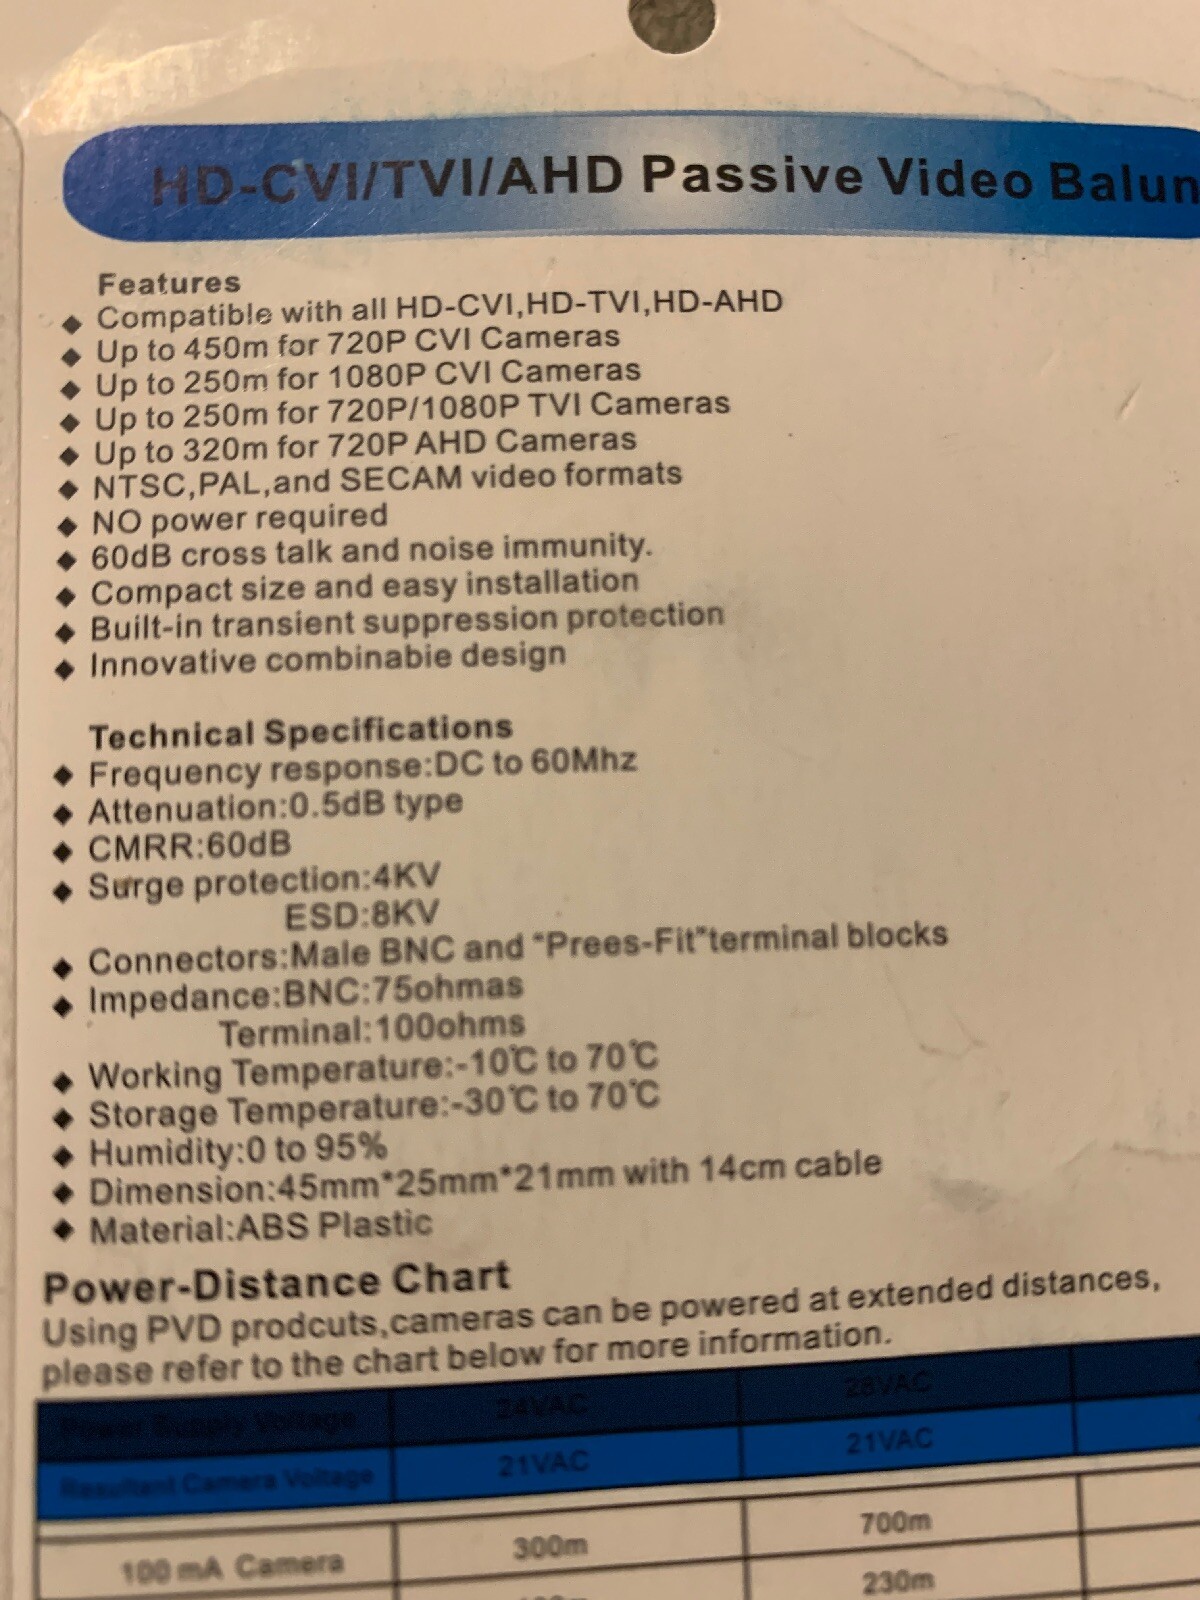 HD-CVI/TVI/AHD Passive Video Balun
Features
◆ Compatible with all HD-CVI,HD-TVI,HD-AHD
◆ Up to 450m for 720P CVI Cameras
◆ Up to 250m for 1080P CVI Cameras
◆ Up to 250m for 720P/1080P TVI Cameras
◆ Up to 320m for 720P AHD Cameras
◆ NTSC,PAL,and SECAM video formats
◆ NO power required
◆ 60dB cross talk and noise immunity.
◆ Compact size and easy installation
◆ Built-in transient suppression protection
◆ Innovative combinabie design
Technical Specifications
◆ Frequency response:DC to 60Mhz
◆ Attenuation:0.5dB type
◆ CMRR:60dB
◆ Surge protection:4KV
ESD:8KV
◆ Connectors:Male BNC and “Prees-Fit”terminal blocks
◆ Impedance:BNC:75ohmas
Terminal:100ohms
◆ Working Temperature:-10℃ to 70℃
◆ Storage Temperature:-30℃ to 70℃
◆ Humidity:0 to 95%
◆ Dimension:45mm*25mm*21mm with 14cm cable
◆ Material:ABS Plastic
Power-Distance Chart
Using PVD prodcuts,cameras can be powered at extended distances,
please refer to the chart below for more information.
Power Supply Voltage 24VAC 28VAC
Resultant Camera Voltage 21VAC 21VAC
100 mA Camera 300m 700m
230m